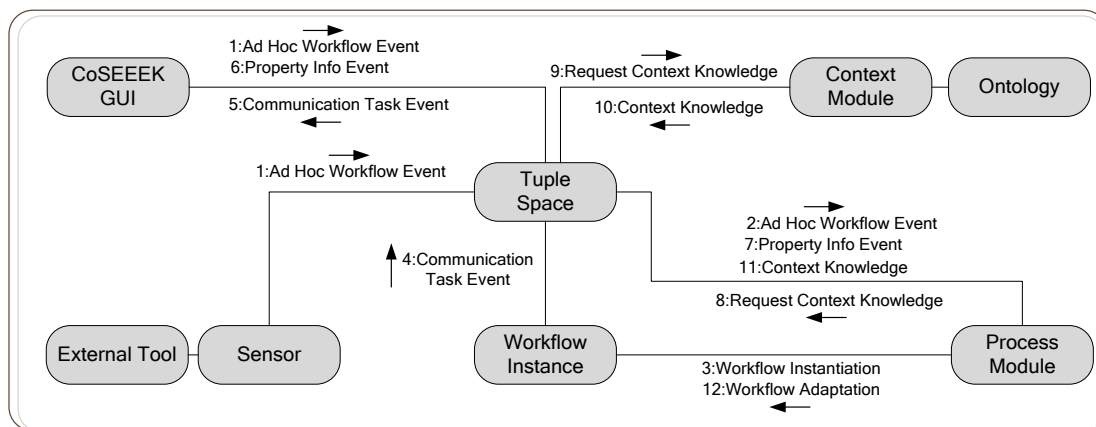 1:Ad Hoc Workflow Event
6:Property Info Event
CoSEEEK
GUI
5:Communication Task Event
9:Request Context Knowledge
10:Context Knowledge
Context
Module
Ontology
1:Ad Hoc Workflow Event
Tuple
Space
2:Ad Hoc Workflow Event
7:Property Info Event
11:Context Knowledge
8:Request Context Knowledge
4:Communication
Task Event
External Tool
Sensor
Workflow
Instance
3:Workflow Instantiation
12:Workflow Adaptation
Process
Module